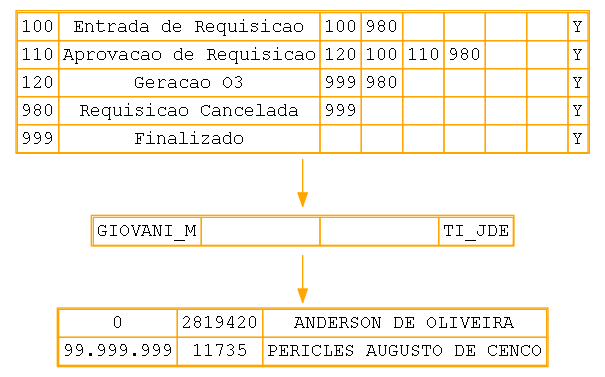 100 Entrada de Requisicao 100 980 Y
110 Aprovacao de Requisicao 120 100 110 980 Y
120 Geracao O3 999 980 Y
980 Requisicao Cancelada 999 Y
999 Finalizado Y
GIOVANI_M TI_JDE
0 2819420 ANDERSON DE OLIVEIRA
99.999.999 11735 PERICLES AUGUSTO DE CENCO